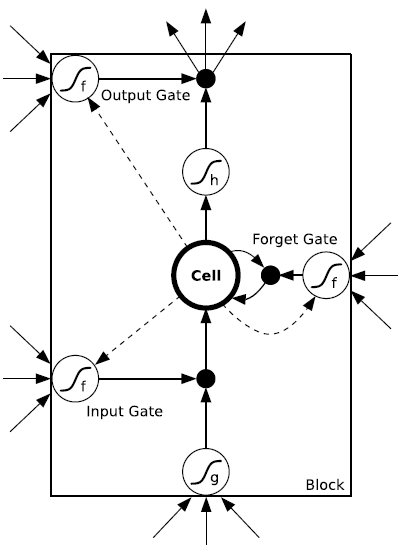 f
Output Gate
h
Forget Gate
Cell
f
f
Input Gate
g
Block